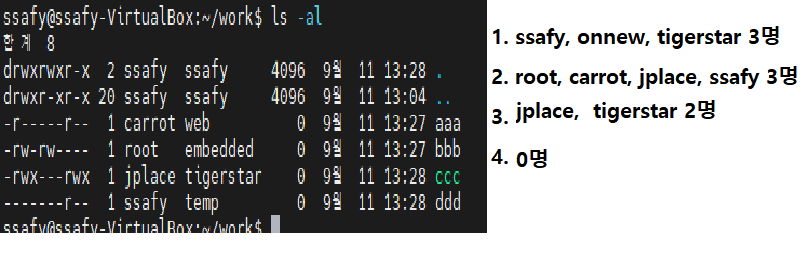 ssafy@ssafy-VirtualBox:~/work$ ls -al
합계 8
drwxrwxr-x 2 ssafy ssafy 4096 9월 11 13:28 .
drwxr-xr-x 20 ssafy ssafy 4096 9월 11 13:04 ..
-r-----r-- 1 carrot web 0 9월 11 13:27 aaa
-rw-rw---- 1 root embedded 0 9월 11 13:27 bbb
-rwx---rwx 1 jplace tigerstar 0 9월 11 13:28 ccc
-------r-- 1 ssafy temp 0 9월 11 13:28 ddd
ssafy@ssafy-VirtualBox:~/work$
1. ssafy, onnew, tigerstar 3명
2. root, carrot, jplace, ssafy 3명
3. jplace, tigerstar 2명
4. 0명